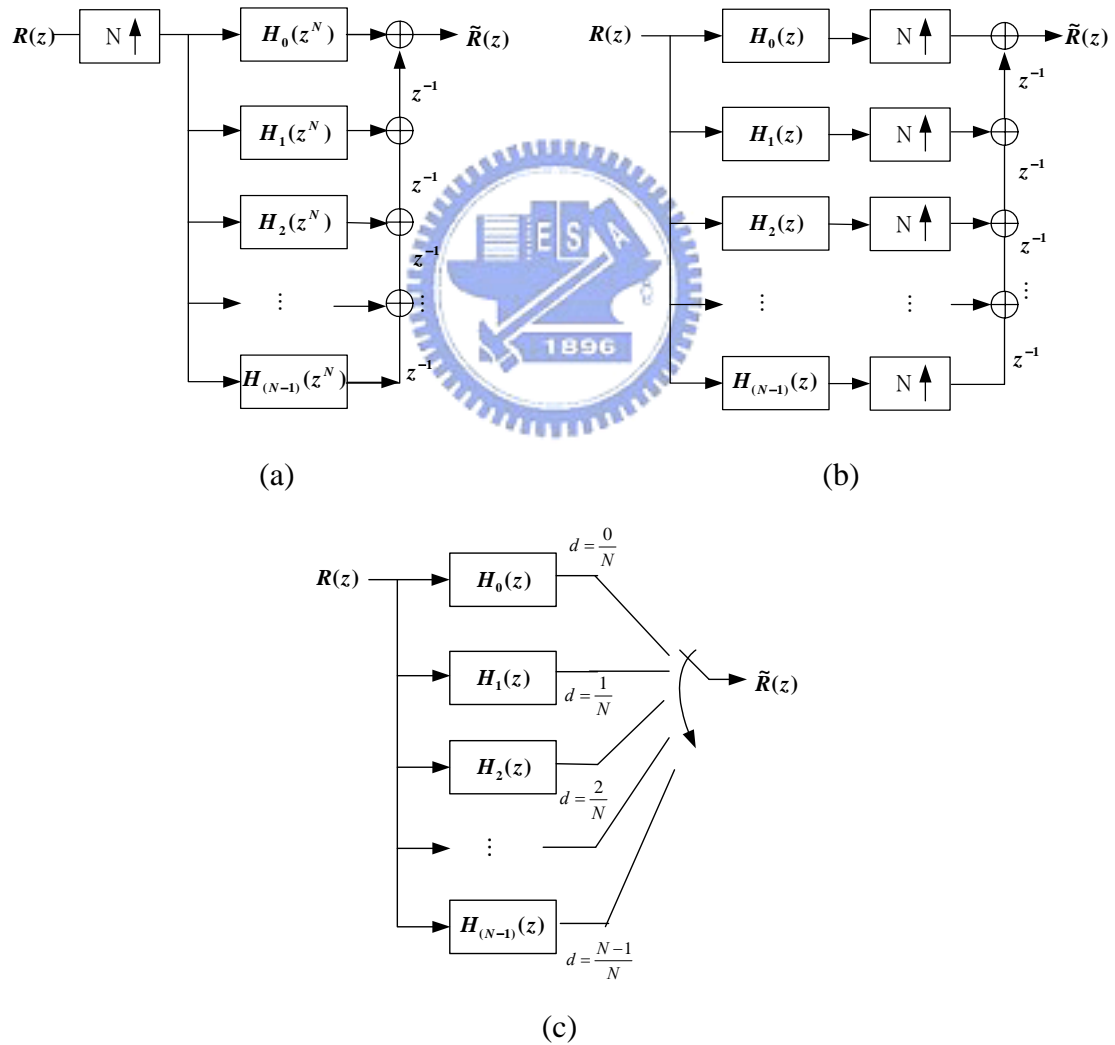 R(z) N↑ H₀(z^N) R̃(z)
z⁻¹
H₁(z^N)
z⁻¹
H₂(z^N)
z⁻¹
⋮ ⋮
H₍N₋₁₎(z^N) z⁻¹
R(z) H₀(z) N↑ R̃(z)
z⁻¹
H₁(z) N↑
z⁻¹
H₂(z) N↑
z⁻¹
⋮ ⋮ ⋮
z⁻¹
H₍N₋₁₎(z) N↑
E S A
1896
(a)
(b)
d = 0/N
R(z) H₀(z)
H₁(z) R̃(z)
d = 1/N
H₂(z)
d = 2/N
⋮
H₍N₋₁₎(z)
d = N−1/N
(c)